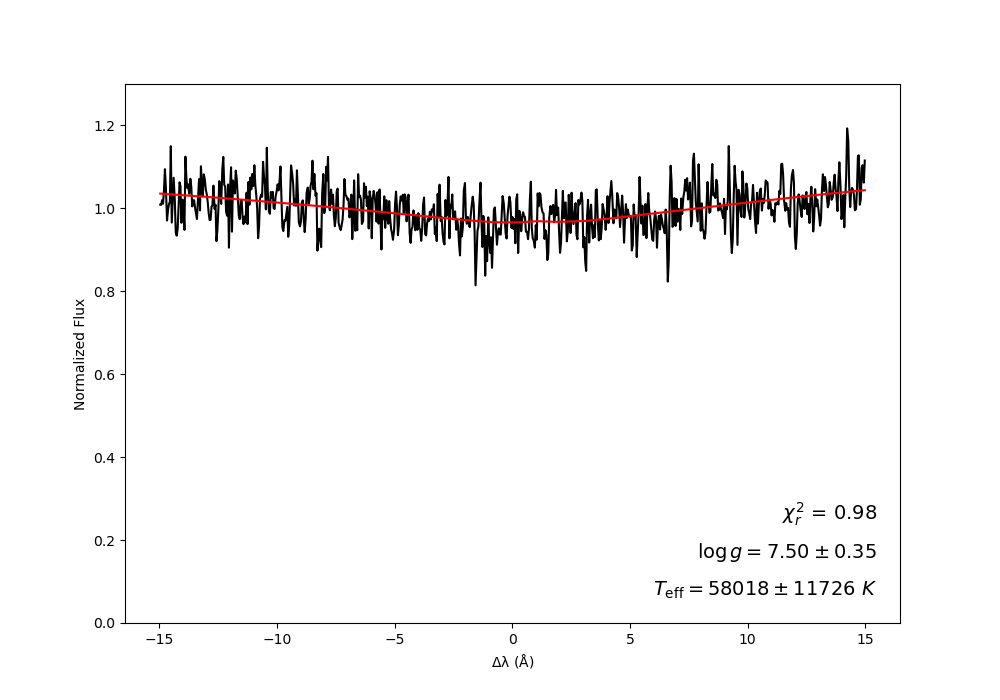 1.2
1.0
0.8
0.6
0.4
0.2
0.0
Normalized Flux
χ²ᵣ = 0.98
log g = 7.50 ± 0.35
T_eff = 58018 ± 11726 K
−15 −10 −5 0 5 10 15
Δλ (Å)